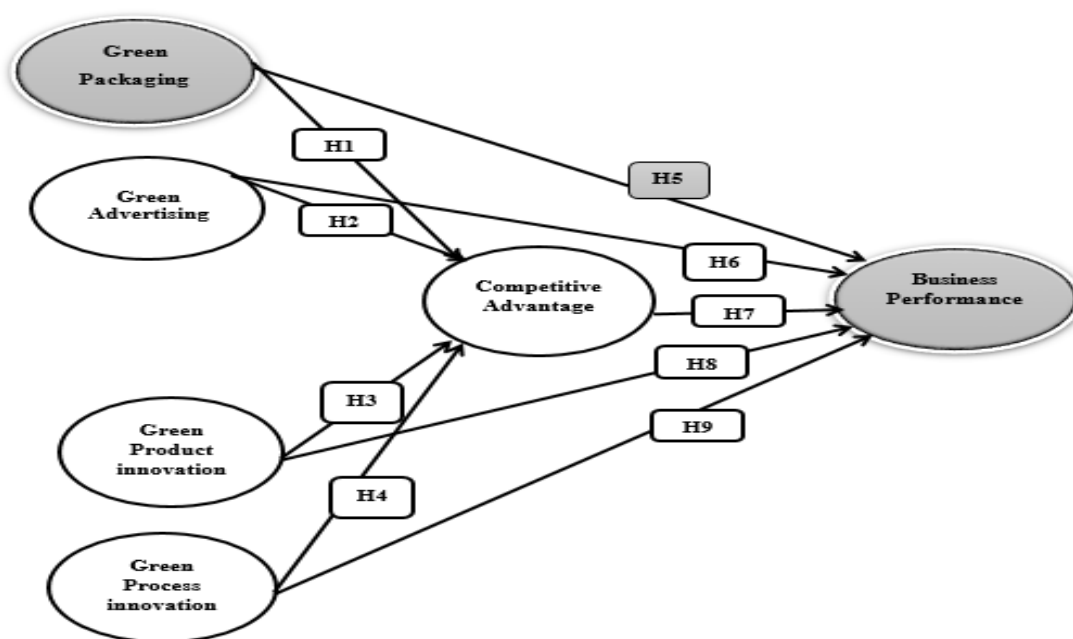 Green
Packaging
H1
H5
Green
Advertising
H2
H6
Competitive
Advantage
Business
Performance
H7
H8
H3
H9
Green
Product
innovation
H4
Green
Process
innovation